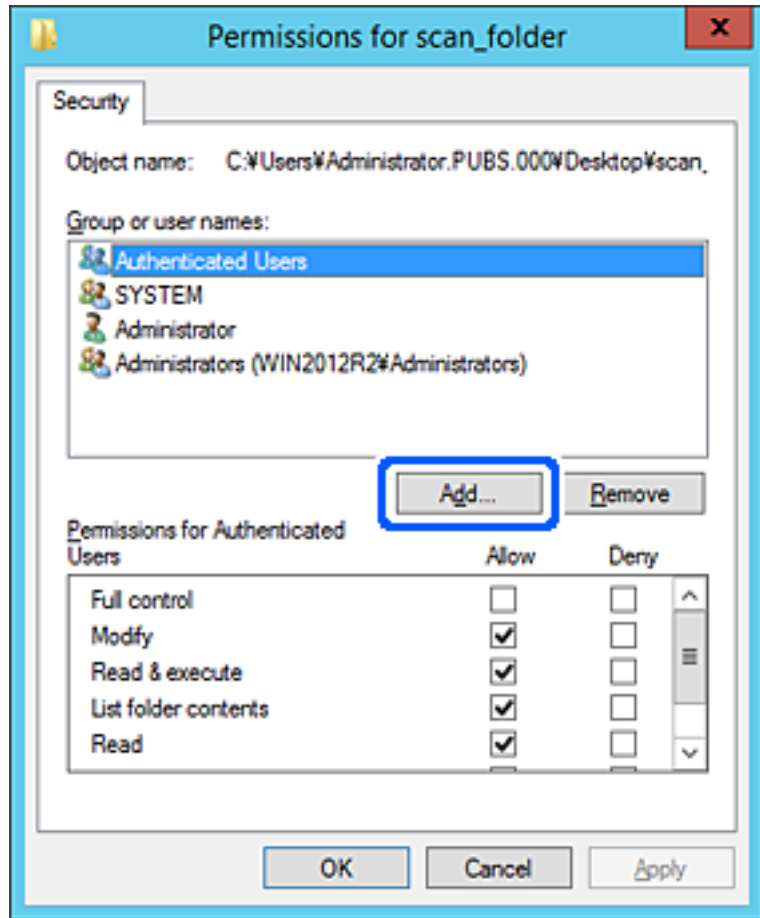 Permissions for scan_folder
x
Security
Object name: C:¥Users¥Administrator.PUBS.000¥Desktop¥scan_
Group or user names:
Authenticated Users
SYSTEM
Administrator
Administrators (WIN2012R2¥Administrators)
Add... Remove
Permissions for Authenticated
Users Allow Deny
Full control
Modify
Read & execute
List folder contents
Read
OK Cancel Apply